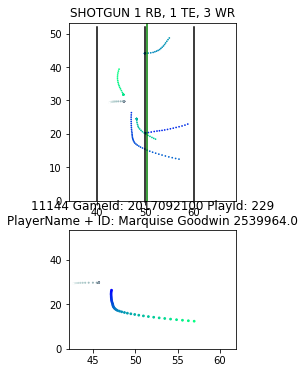 SHOTGUN 1 RB, 1 TE, 3 WR
50
40
30
20
10
0
40 50 60
11144 GameId: 2017092100 PlayId: 229
PlayerName + ID: Marquise Goodwin 2539964.0
40
20
0
45 50 55 60